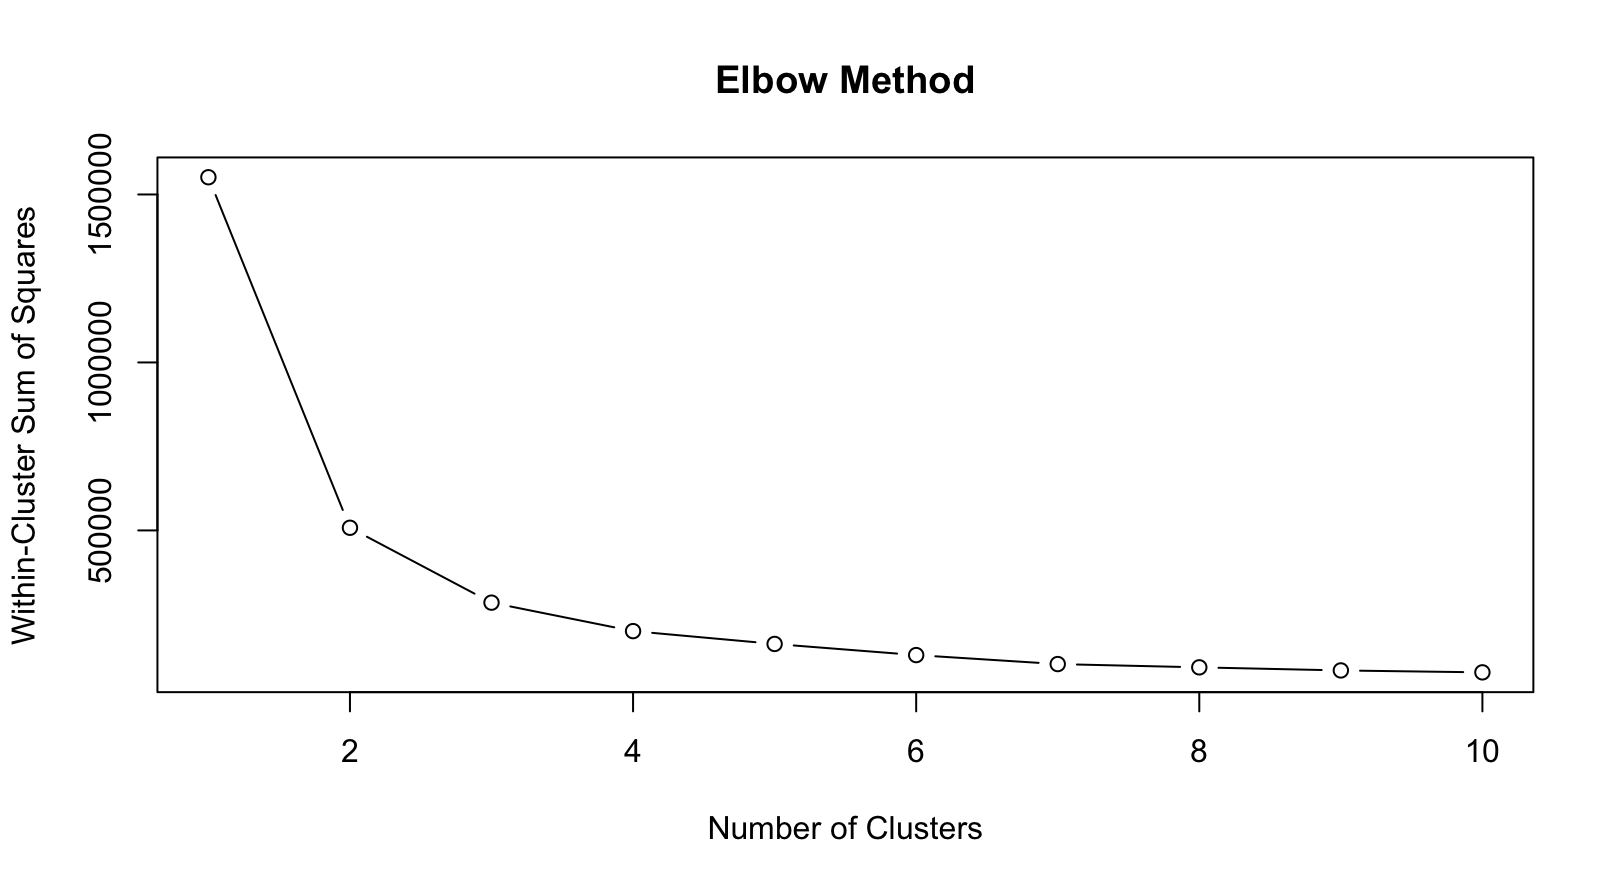 Elbow Method
Within-Cluster Sum of Squares
1500000
1000000
500000
2 4 6 8 10
Number of Clusters